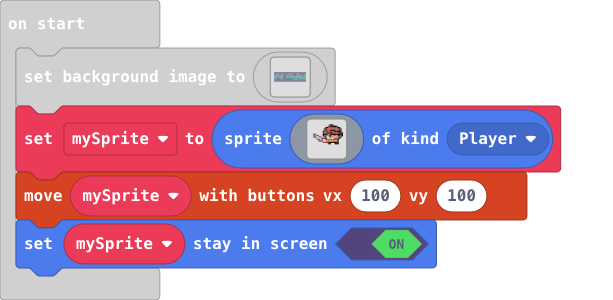 on start
set background image to
set mySprite to sprite of kind Player
move mySprite with buttons vx 100 vy 100
set mySprite stay in screen ON